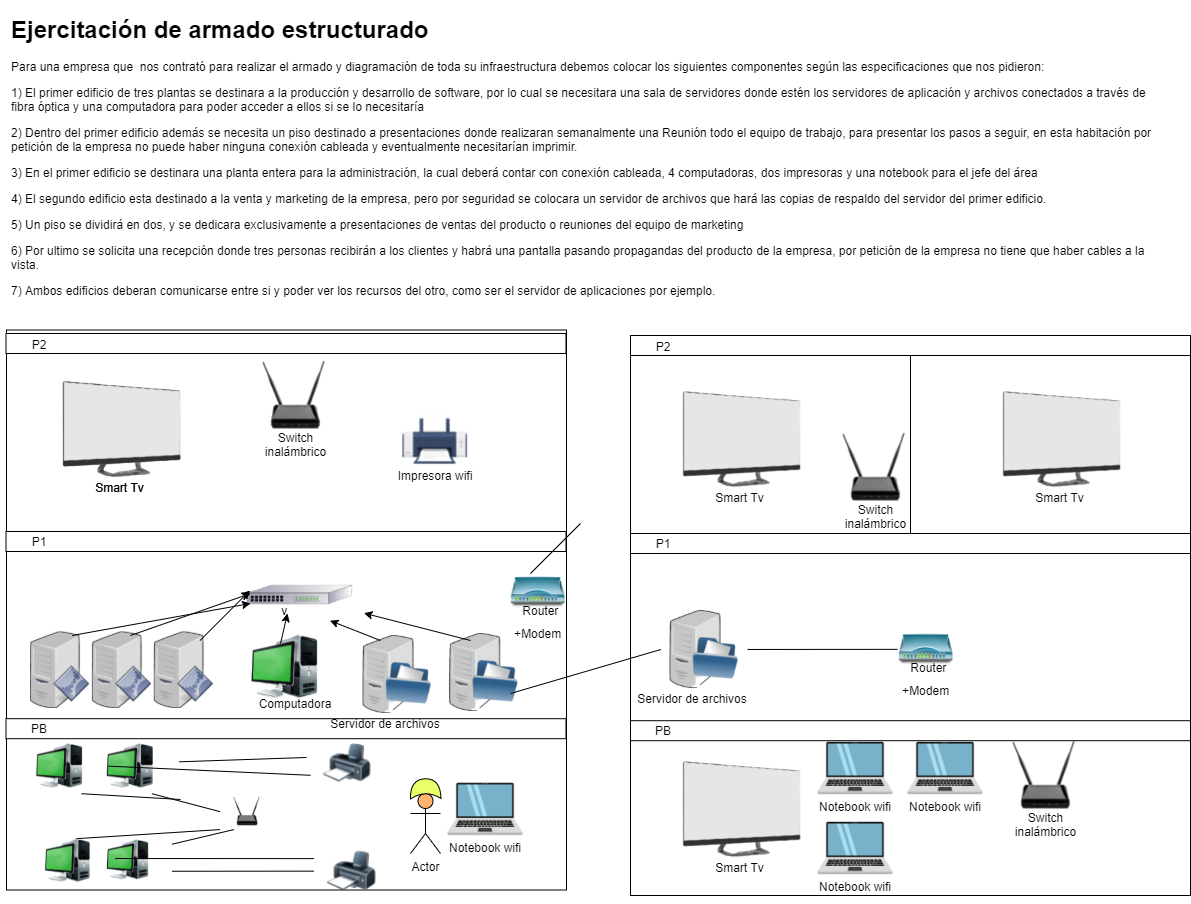 Ejercitación de armado estructurado
Para una empresa que  nos contrató para realizar el armado y diagramación de toda su infraestructura debemos colocar los siguientes componentes según las especificaciones que nos pidieron:
1) El primer edificio de tres plantas se destinara a la producción y desarrollo de software, por lo cual se necesitara una sala de servidores donde estén los servidores de aplicación y archivos conectados a través de
fibra óptica y una computadora para poder acceder a ellos si se lo necesitaría
2) Dentro del primer edificio además se necesita un piso destinado a presentaciones donde realizaran semanalmente una Reunión todo el equipo de trabajo, para presentar los pasos a seguir, en esta habitación por
petición de la empresa no puede haber ninguna conexión cableada y eventualmente necesitarían imprimir.
3) En el primer edificio se destinara una planta entera para la administración, la cual deberá contar con conexión cableada, 4 computadoras, dos impresoras y una notebook para el jefe del área
4) El segundo edificio esta destinado a la venta y marketing de la empresa, pero por seguridad se colocara un servidor de archivos que hará las copias de respaldo del servidor del primer edificio.
5) Un piso se dividirá en dos, y se dedicara exclusivamente a presentaciones de ventas del producto o reuniones del equipo de marketing
6) Por ultimo se solicita una recepción donde tres personas recibirán a los clientes y habrá una pantalla pasando propagandas del producto de la empresa, por petición de la empresa no tiene que haber cables a la
vista.
7) Ambos edificios deberan comunicarse entre si y poder ver los recursos del otro, como ser el servidor de aplicaciones por ejemplo.
P2
Smart Tv
Switch
inalámbrico
Impresora wifi
P1
v
Router
+Modem
Computadora
Servidor de archivos
PB
Actor
Notebook wifi
P2
Smart Tv
Switch
inalámbrico
Smart Tv
P1
Servidor de archivos
Router
+Modem
PB
Smart Tv
Notebook wifi
Notebook wifi
Notebook wifi
Switch
inalámbrico